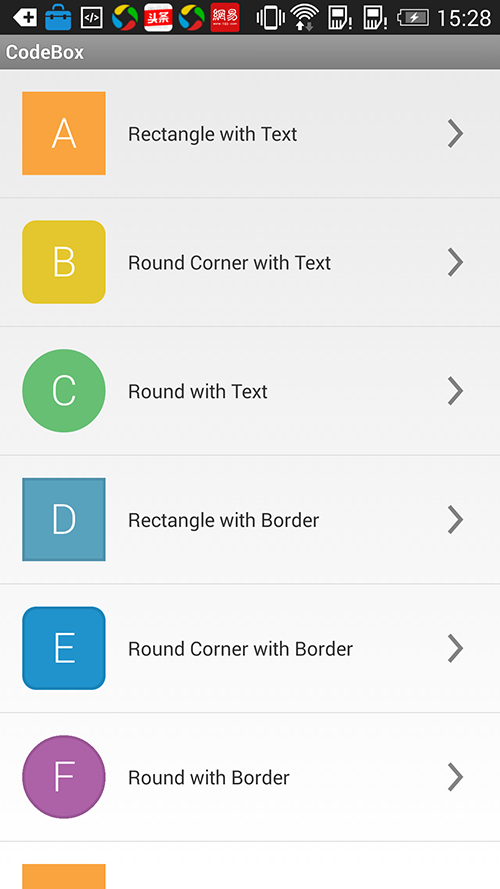 头条
網易
15:28
CodeBox
A
Rectangle with Text
B
Round Corner with Text
C
Round with Text
D
Rectangle with Border
E
Round Corner with Border
F
Round with Border